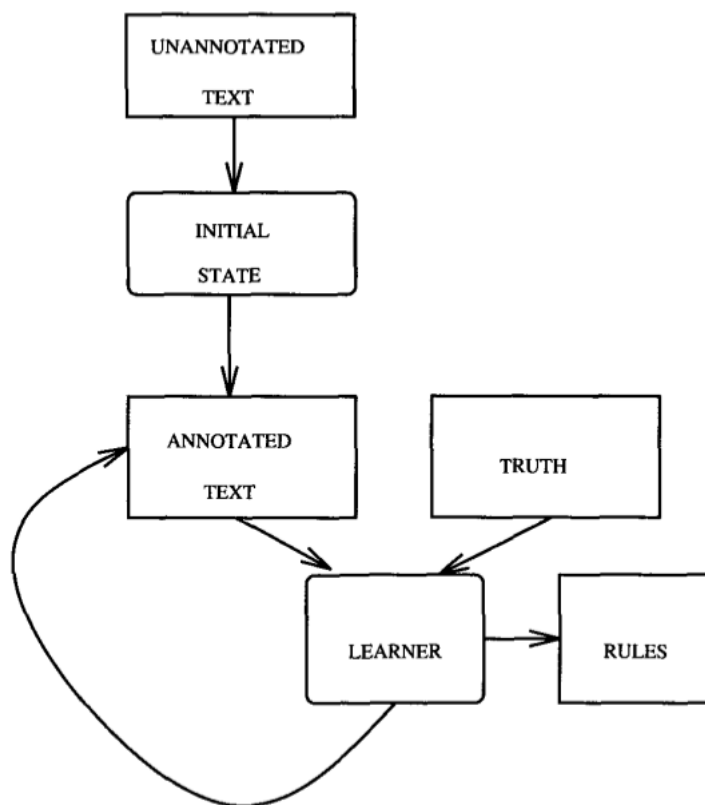 UNANNOTATED
TEXT
INITIAL
STATE
ANNOTATED
TEXT
TRUTH
LEARNER
RULES